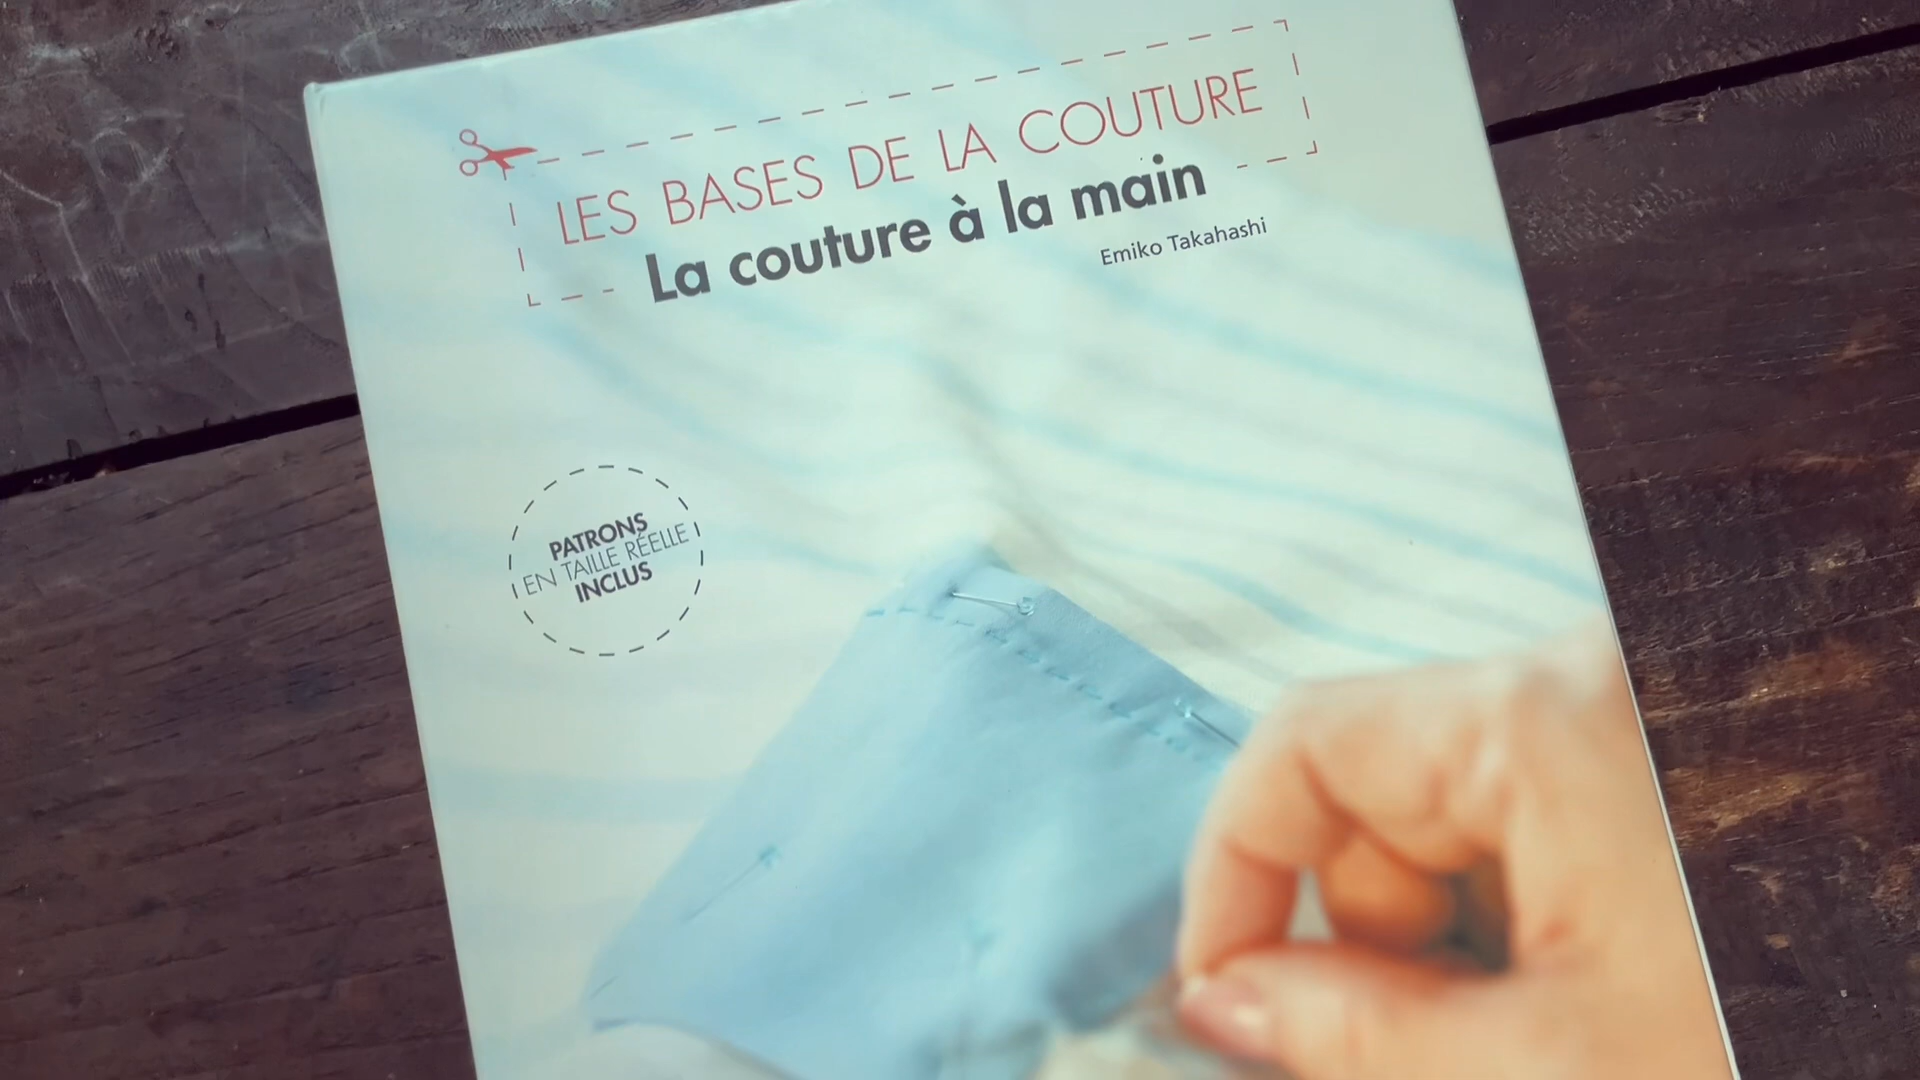 LES BASES DE LA COUTURE
La couture à la main
Emiko Takahashi
PATRONS
EN TAILLE RÉELLE
INCLUS